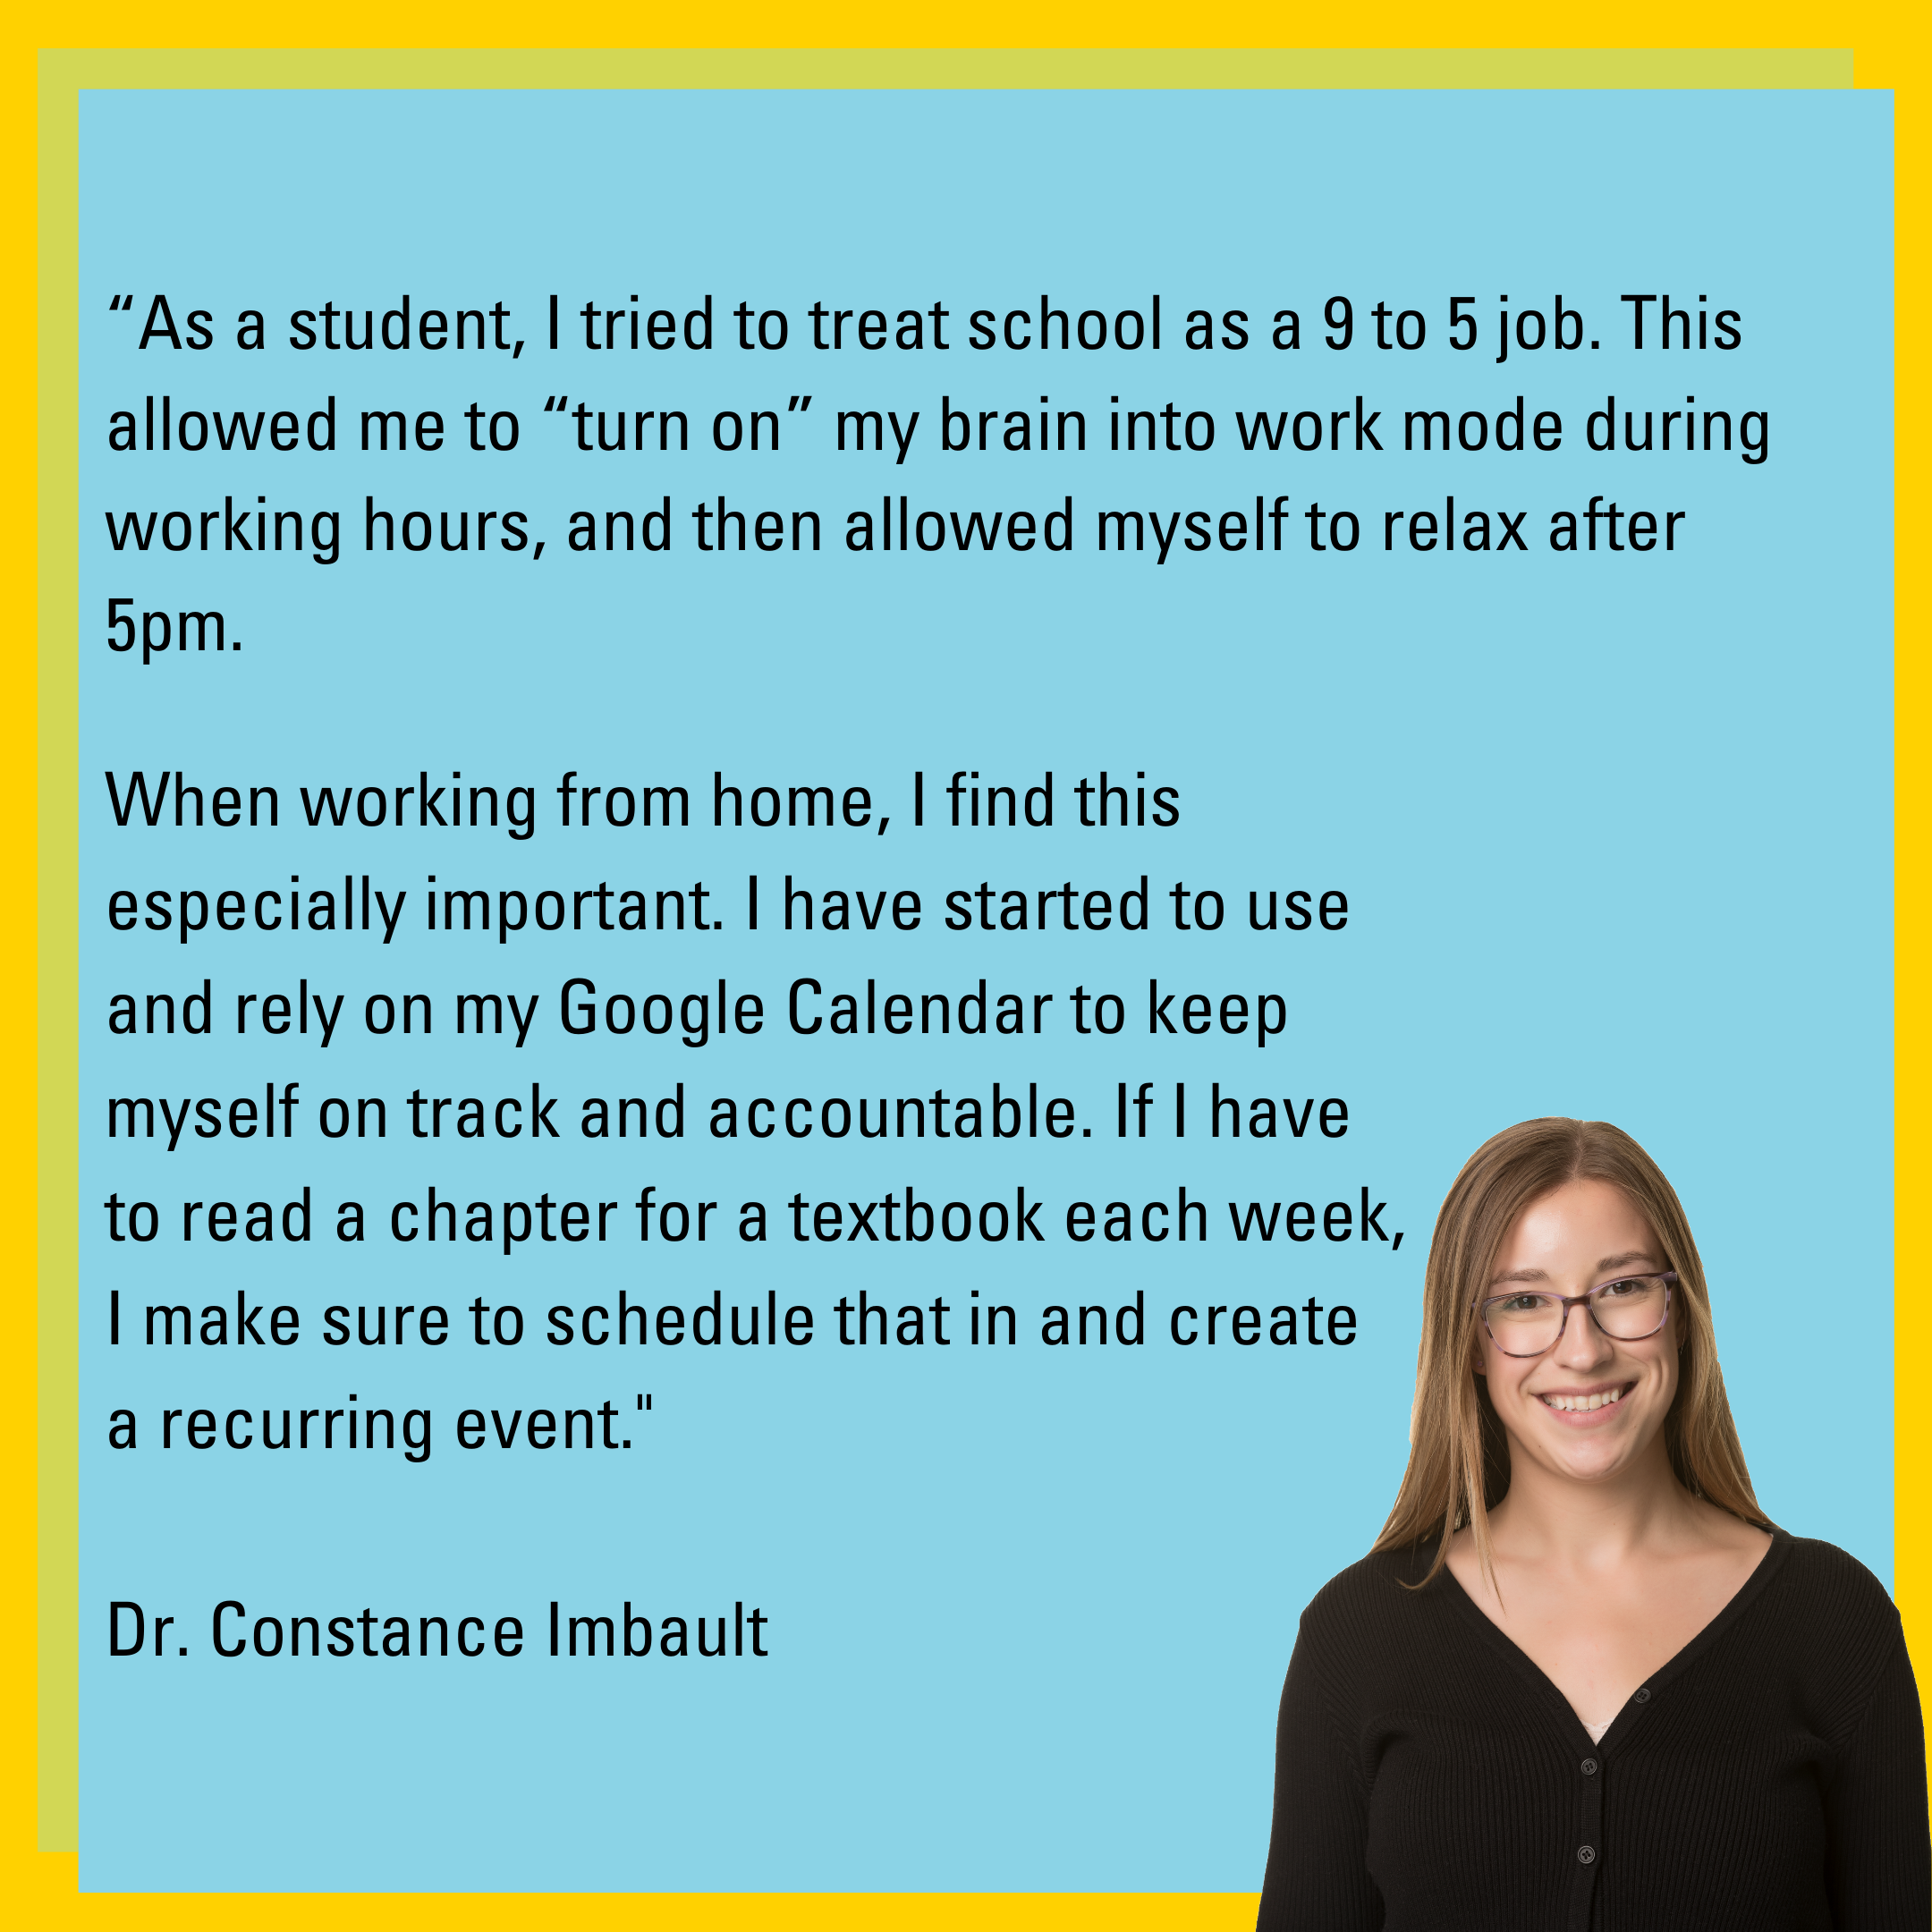 “As a student, I tried to treat school as a 9 to 5 job. This
allowed me to “turn on” my brain into work mode during
working hours, and then allowed myself to relax after
5pm.
When working from home, I find this
especially important. I have started to use
and rely on my Google Calendar to keep
myself on track and accountable. If I have
to read a chapter for a textbook each week,
I make sure to schedule that in and create
a recurring event."
Dr. Constance Imbault